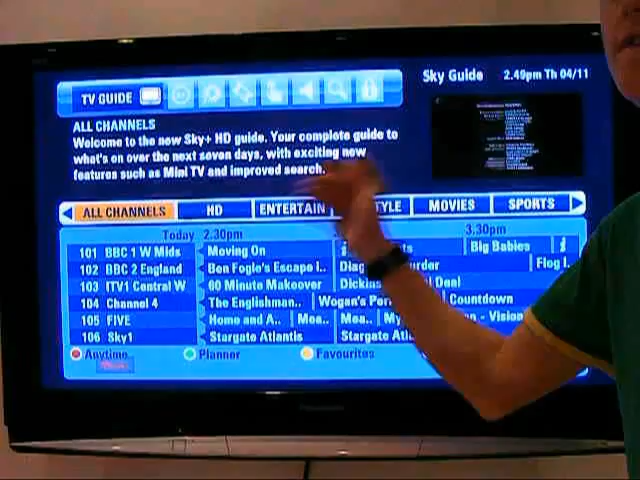 TV GUIDE
Sky Guide 2.49pm Th 04/11
ALL CHANNELS
Welcome to the new Sky+ HD guide. Your complete guide to
what's on over the next seven days, with exciting new
features such as Mini TV and improved search.
ALL CHANNELS HD ENTERTAIN MOVIES SPORTS
Today 2.30pm 3.30pm
101 BBC 1 W Mids Moving On Big Babies
102 BBC 2 England Ben Fogle's Escape I..
103 ITV1 Central W 60 Minute Makeover Deal
104 Channel 4 The Englishman.. Countdown
105 FIVE Home and A.. Moa.. Moa..
106 Sky1 Stargate Atlantis
Anytime Planner Favourites